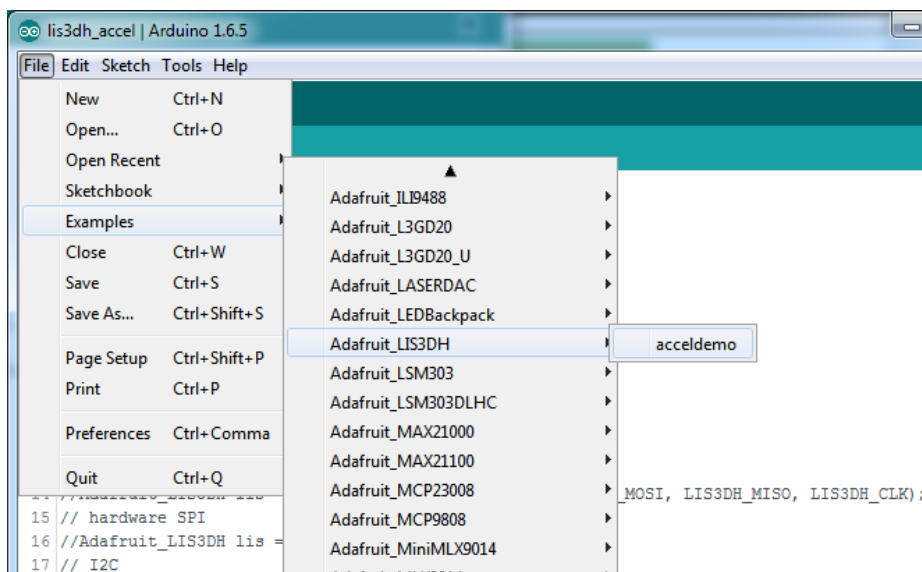 lis3dh_accel | Arduino 1.6.5
File Edit Sketch Tools Help
New Ctrl+N
Open... Ctrl+O
Open Recent
Sketchbook
Examples
Close Ctrl+W
Save Ctrl+S
Save As... Ctrl+Shift+S
Page Setup Ctrl+Shift+P
Print Ctrl+P
Preferences Ctrl+Comma
Quit Ctrl+Q
Adafruit_ILI9488
Adafruit_L3GD20
Adafruit_L3GD20_U
Adafruit_LASERDAC
Adafruit_LEDBackpack
Adafruit_LIS3DH
Adafruit_LSM303
Adafruit_LSM303DLHC
Adafruit_MAX21000
Adafruit_MAX21100
Adafruit_MCP23008
Adafruit_MCP9808
Adafruit_MiniMLX9014
acceldemo
_MOSI, LIS3DH_MISO, LIS3DH_CLK);
15 // hardware SPI
16 //Adafruit_LIS3DH lis =
17 // I2C